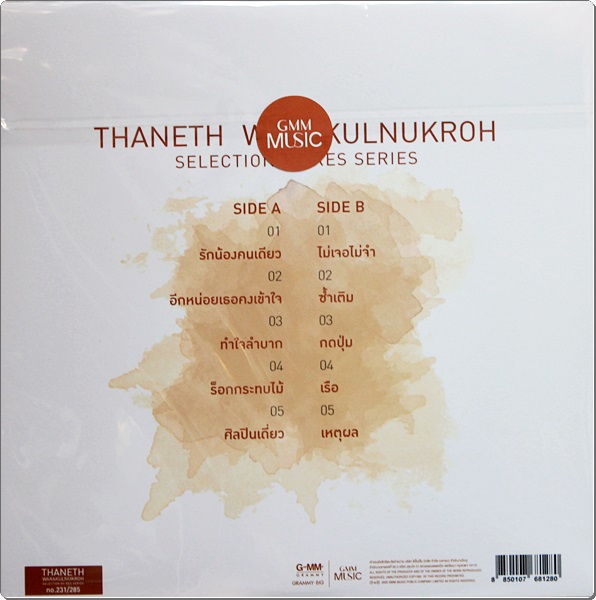 THANETH W KULNUKROH
GMM
MUSIC
SELECTION ES SERIES
SIDE A SIDE B
01 01
รักน้องคนเดียว ไม่เจอไม่จำ
02 02
อีกหน่อยเธอคงเข้าใจ ซ้ำเติม
03 03
ทำใจลำบาก กดปุ่ม
04 04
ร็อกกระทบไม้ เรือ
05 05
ศิลปินเดี่ยว เหตุผล
THANETH
WARAKULNUKROH
no.231/285
G-MM
GRAMMY
GRAMMY BIG
GMM
MUSIC
8 850107 681280